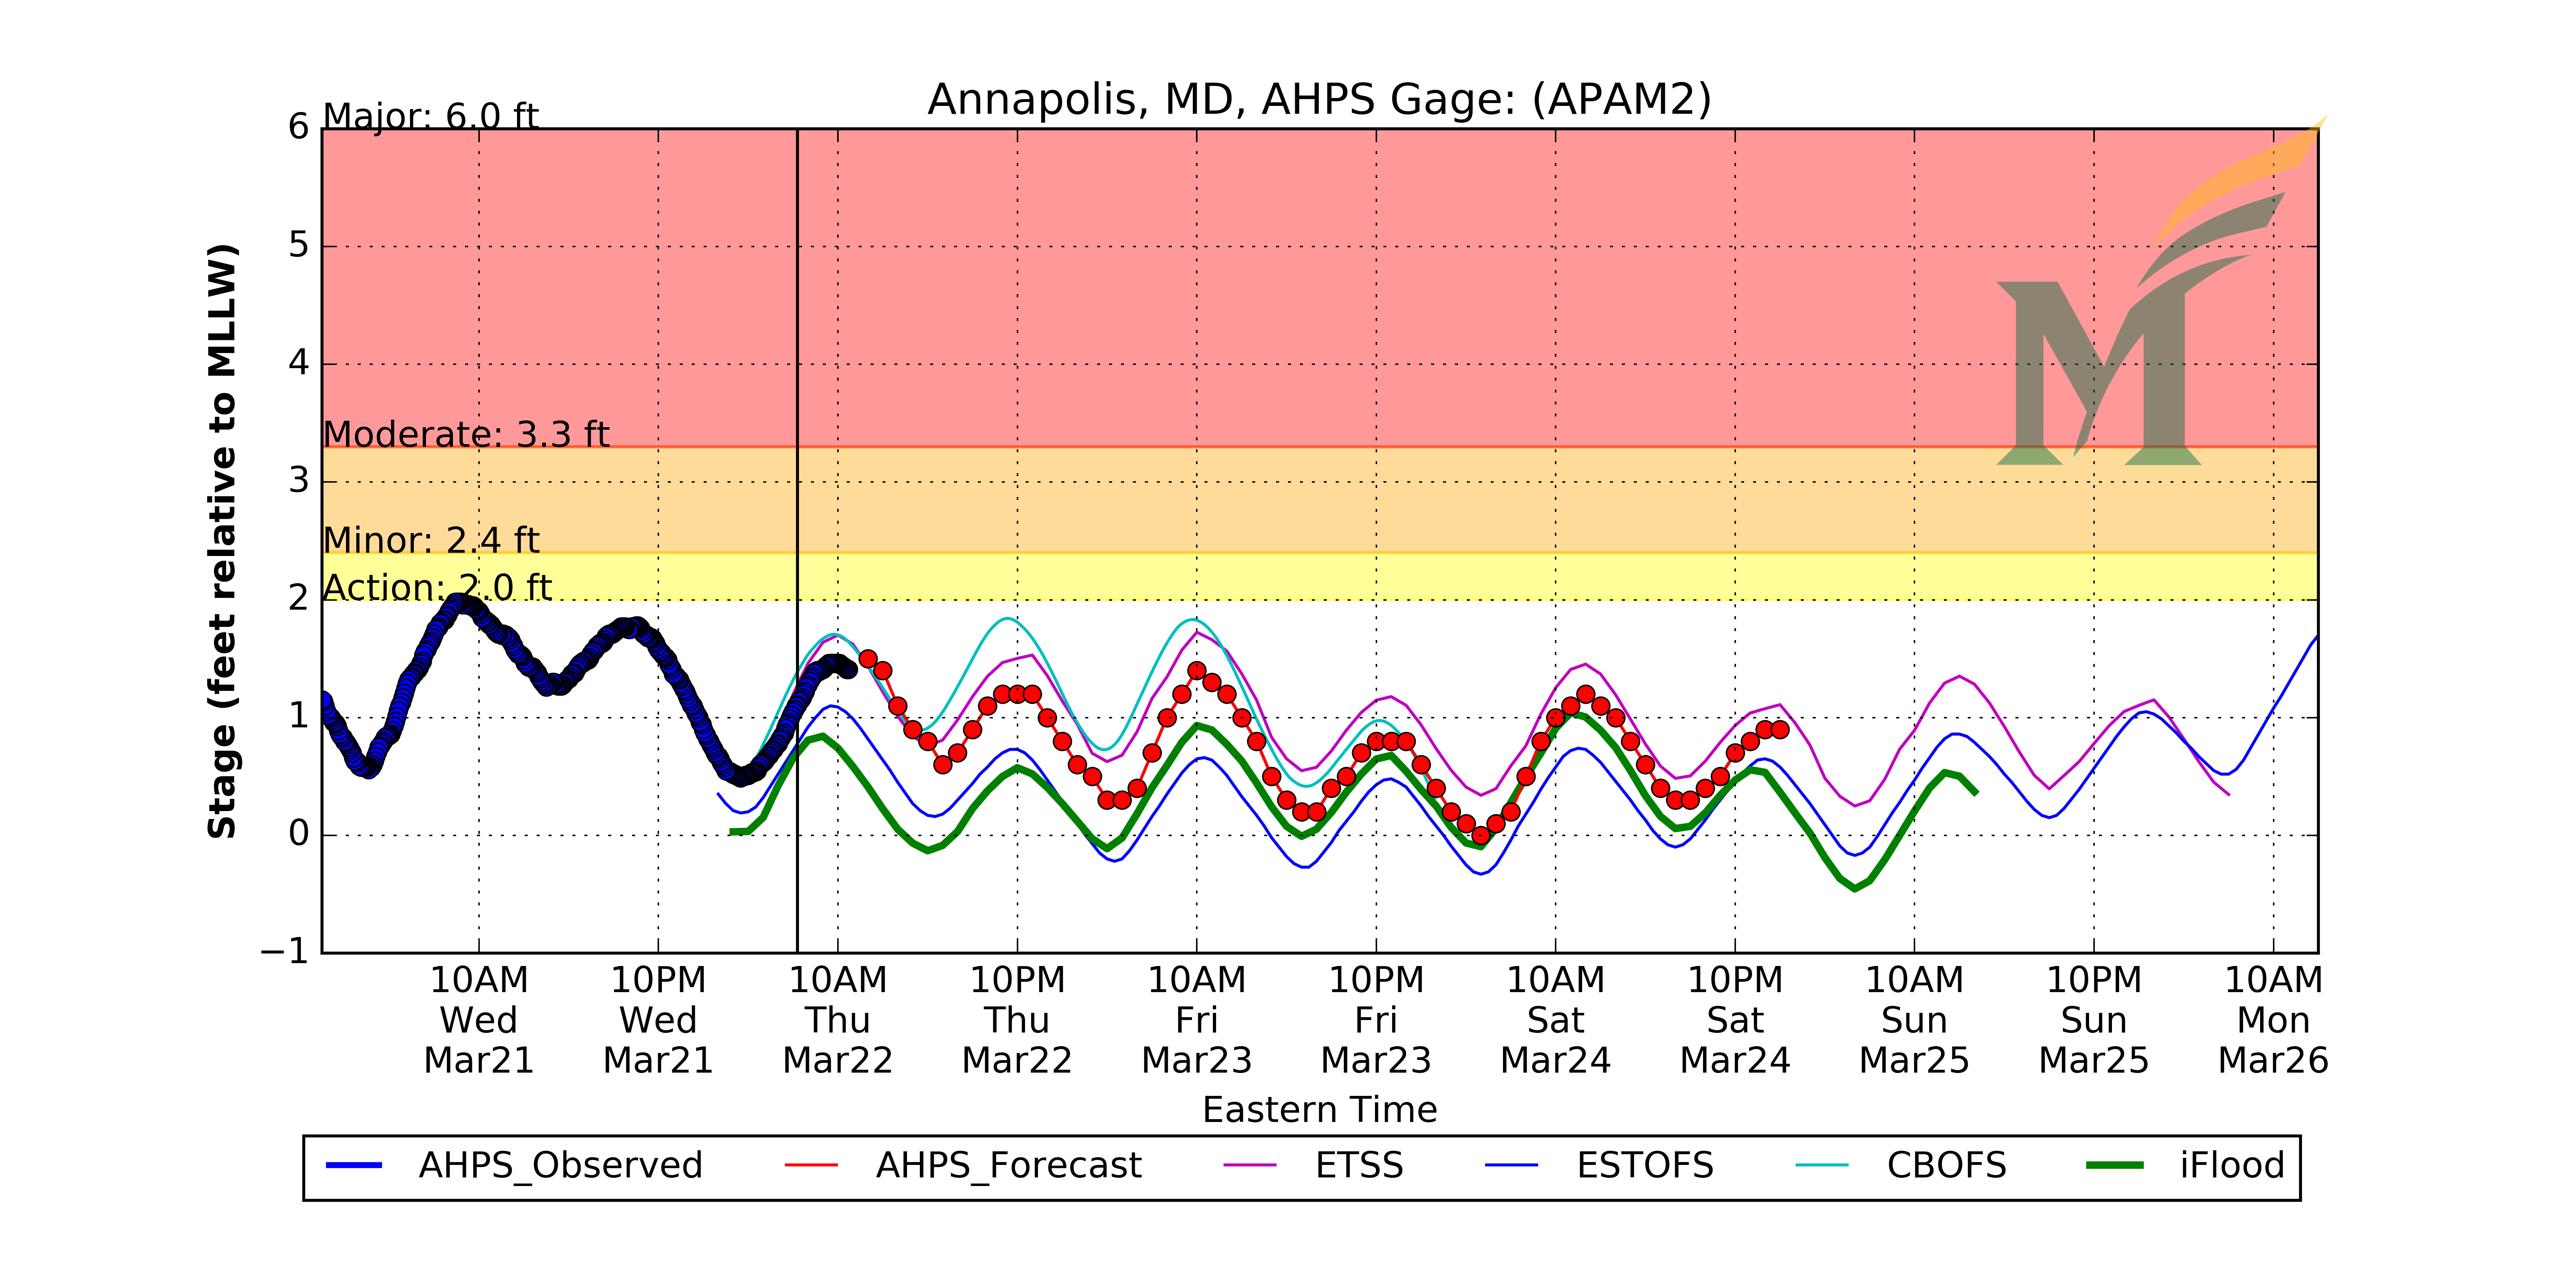 Annapolis, MD, AHPS Gage: (APAM2)
Major: 6.0 ft
Moderate: 3.3 ft
Minor: 2.4 ft
Action: 2.0 ft
6
5
4
3
2
1
0
−1
Stage (feet relative to MLLW)
10AM 10PM 10AM 10PM 10AM 10PM 10AM 10PM 10AM 10PM 10AM
Wed Wed Thu Thu Fri Fri Sat Sat Sun Sun Mon
Mar21 Mar21 Mar22 Mar22 Mar23 Mar23 Mar24 Mar24 Mar25 Mar25 Mar26
Eastern Time
AHPS_Observed AHPS_Forecast ETSS ESTOFS CBOFS iFlood
M